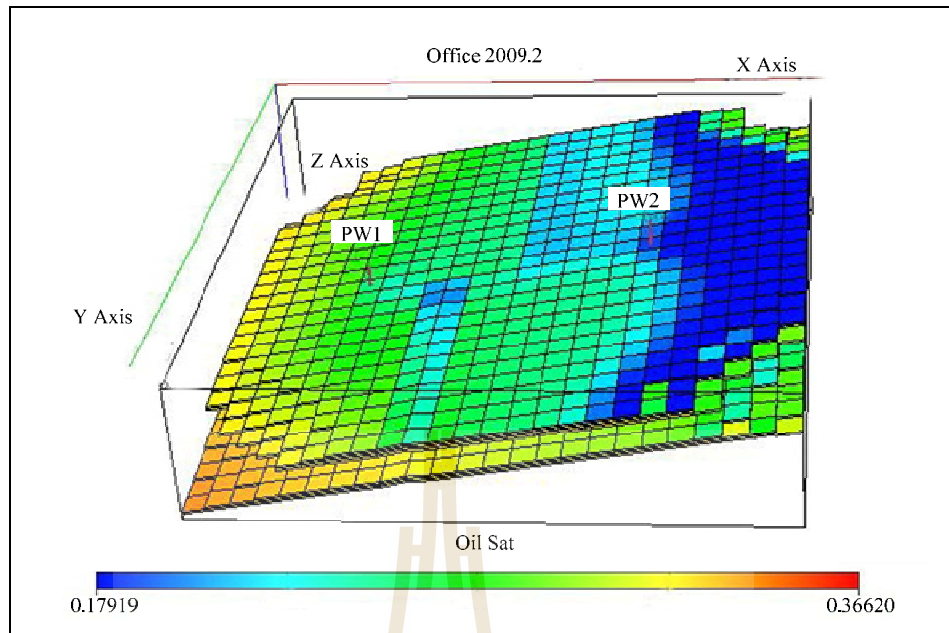 Office 2009.2
X Axis
Z Axis
PW2
PW1
Y Axis
Oil Sat
0.17919
0.36620